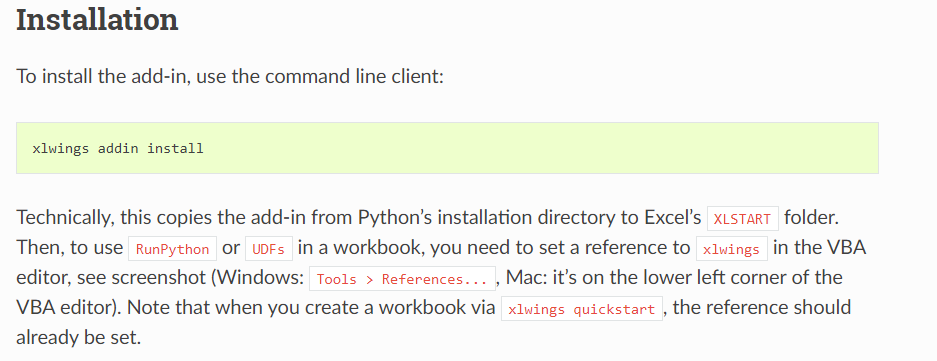 Installation
To install the add-in, use the command line client:
xlwings addin install
Technically, this copies the add-in from Python’s installation directory to Excel’s XLSTART folder.
Then, to use RunPython or UDFs in a workbook, you need to set a reference to xlwings in the VBA
editor, see screenshot (Windows: Tools > References... , Mac: it’s on the lower left corner of the
VBA editor). Note that when you create a workbook via xlwings quickstart , the reference should
already be set.